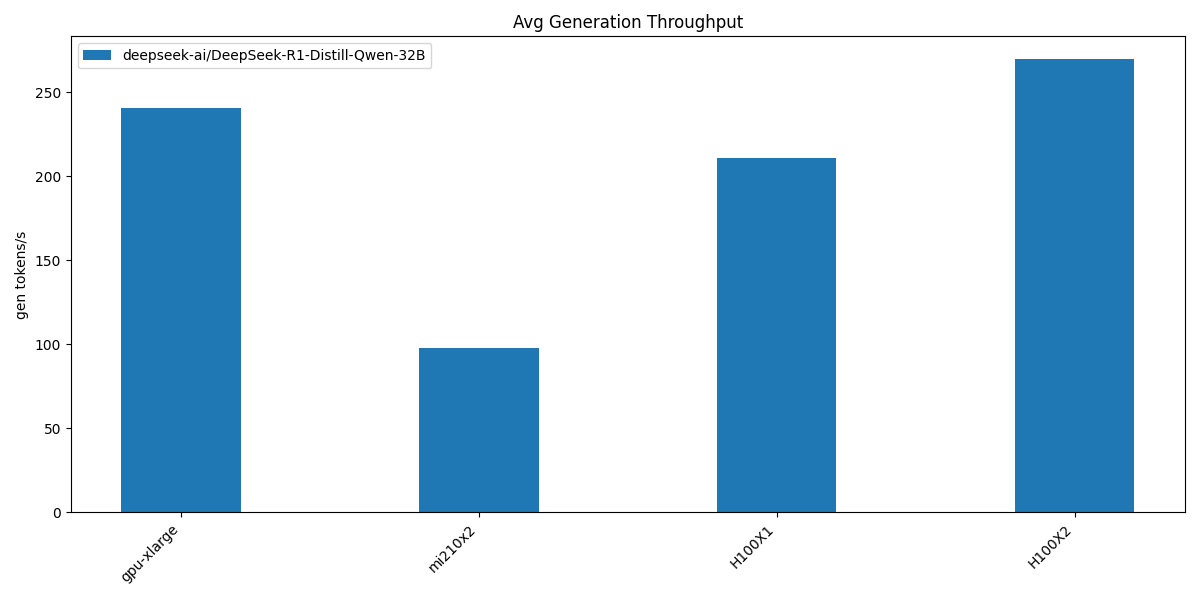 Avg Generation Throughput
deepseek-ai/DeepSeek-R1-Distill-Qwen-32B
gen tokens/s
250
200
150
100
50
0
gpu-xlarge
mi210x2
H100X1
H100X2